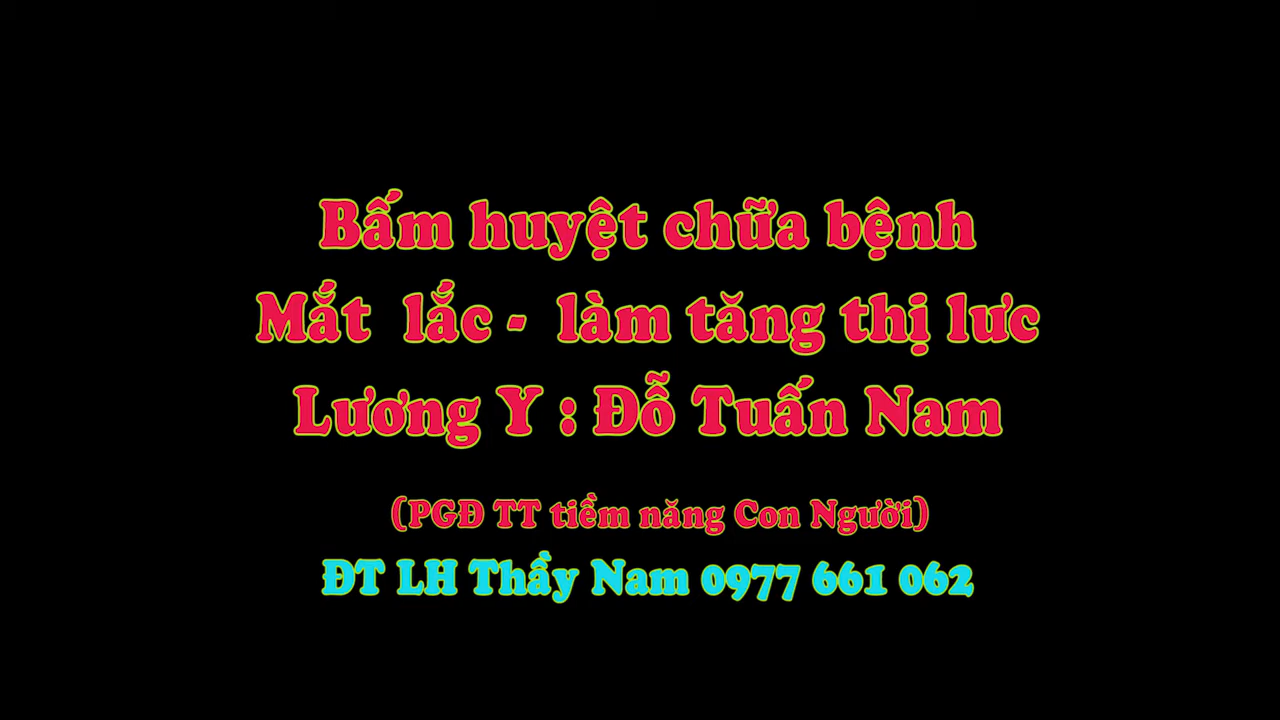 Bấm huyệt chữa bệnh
Mắt lắc - làm tăng thị lưc
Lương Y : Đỗ Tuấn Nam
(PGĐ TT tiềm năng Con Người)
ĐT LH Thầy Nam 0977 661 062